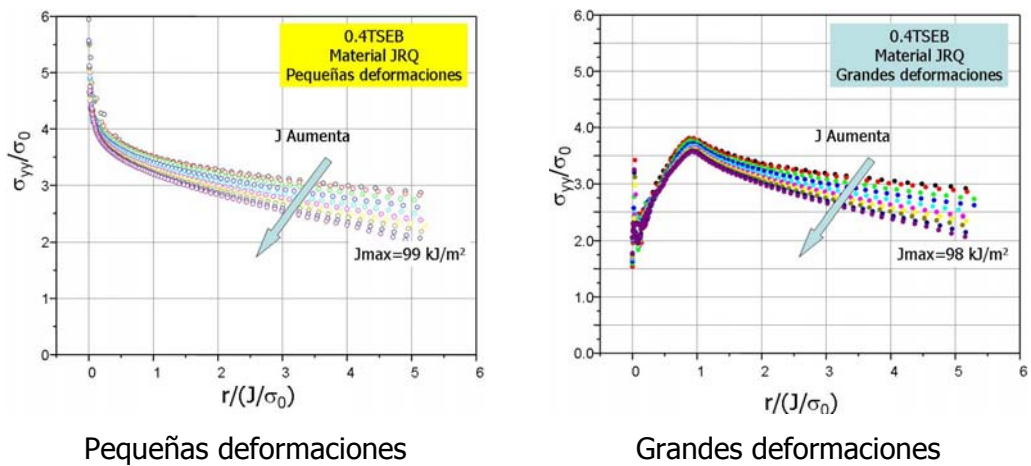 0.4TSEB
Material JRQ
Pequeñas deformaciones
J Aumenta
Jmax=99 kJ/m²
σyy/σ0
6
5
4
3
2
1
0
0 1 2 3 4 5 6
r/(J/σ0)
Pequeñas deformaciones
0.4TSEB
Material JRQ
Grandes deformaciones
J Aumenta
Jmax=98 kJ/m²
σyy/σ0
6.0
5.0
4.0
3.0
2.0
1.0
0.0
0 1 2 3 4 5 6
r/(J/σ0)
Grandes deformaciones